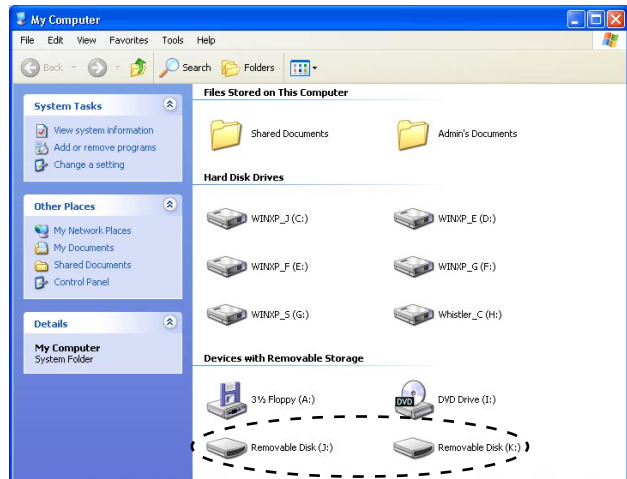 My Computer
File Edit View Favorites Tools Help
Back Search Folders
System Tasks
View system information
Add or remove programs
Change a setting
Other Places
My Network Places
My Documents
Shared Documents
Control Panel
Details
My Computer
System Folder
Files Stored on This Computer
Shared Documents Admin's Documents
Hard Disk Drives
WINXP_J (C:) WINXP_E (D:)
WINXP_F (E:) WINXP_G (F:)
WINXP_S (G:) Whistler_C (H:)
Devices with Removable Storage
3½ Floppy (A:) DVD Drive (I:)
DVD
Removable Disk (J:) Removable Disk (K:)